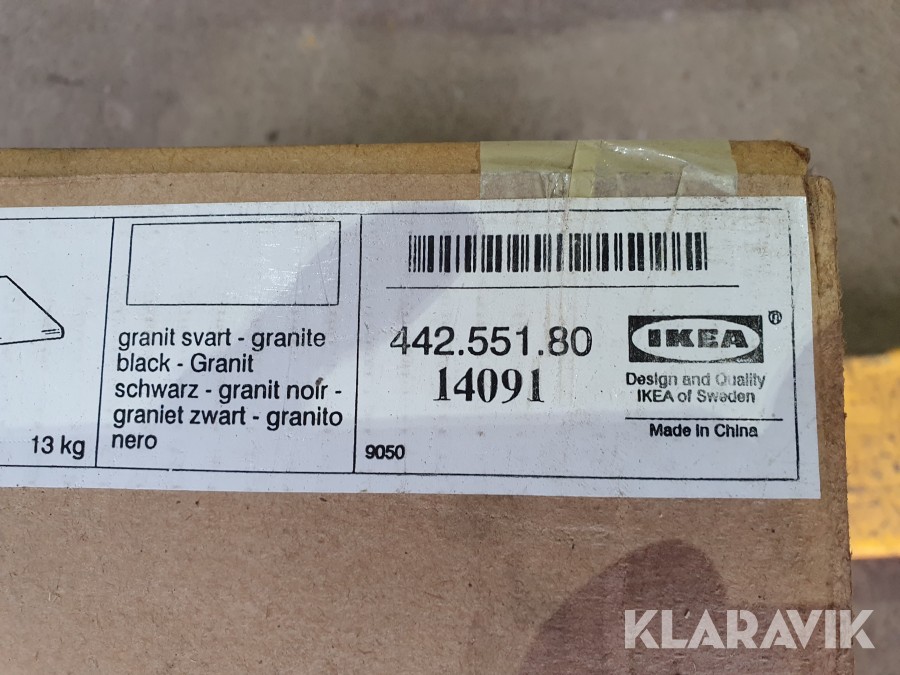 13 kg
granit svart - granite
black - Granit
schwarz - granit noir -
graniet zwart - granito
nero
442.551.80
14091
9050
IKEA®
Design and Quality
IKEA of Sweden
Made in China
KLARAVIK